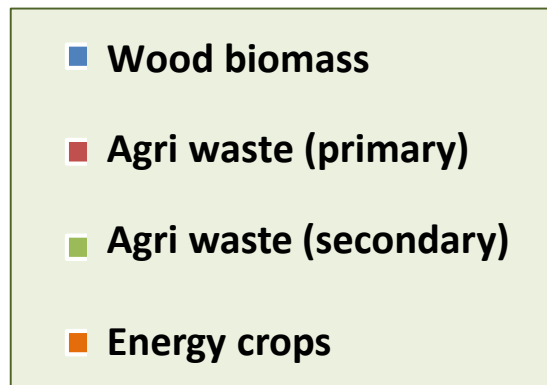 Wood biomass
Agri waste (primary)
Agri waste (secondary)
Energy crops